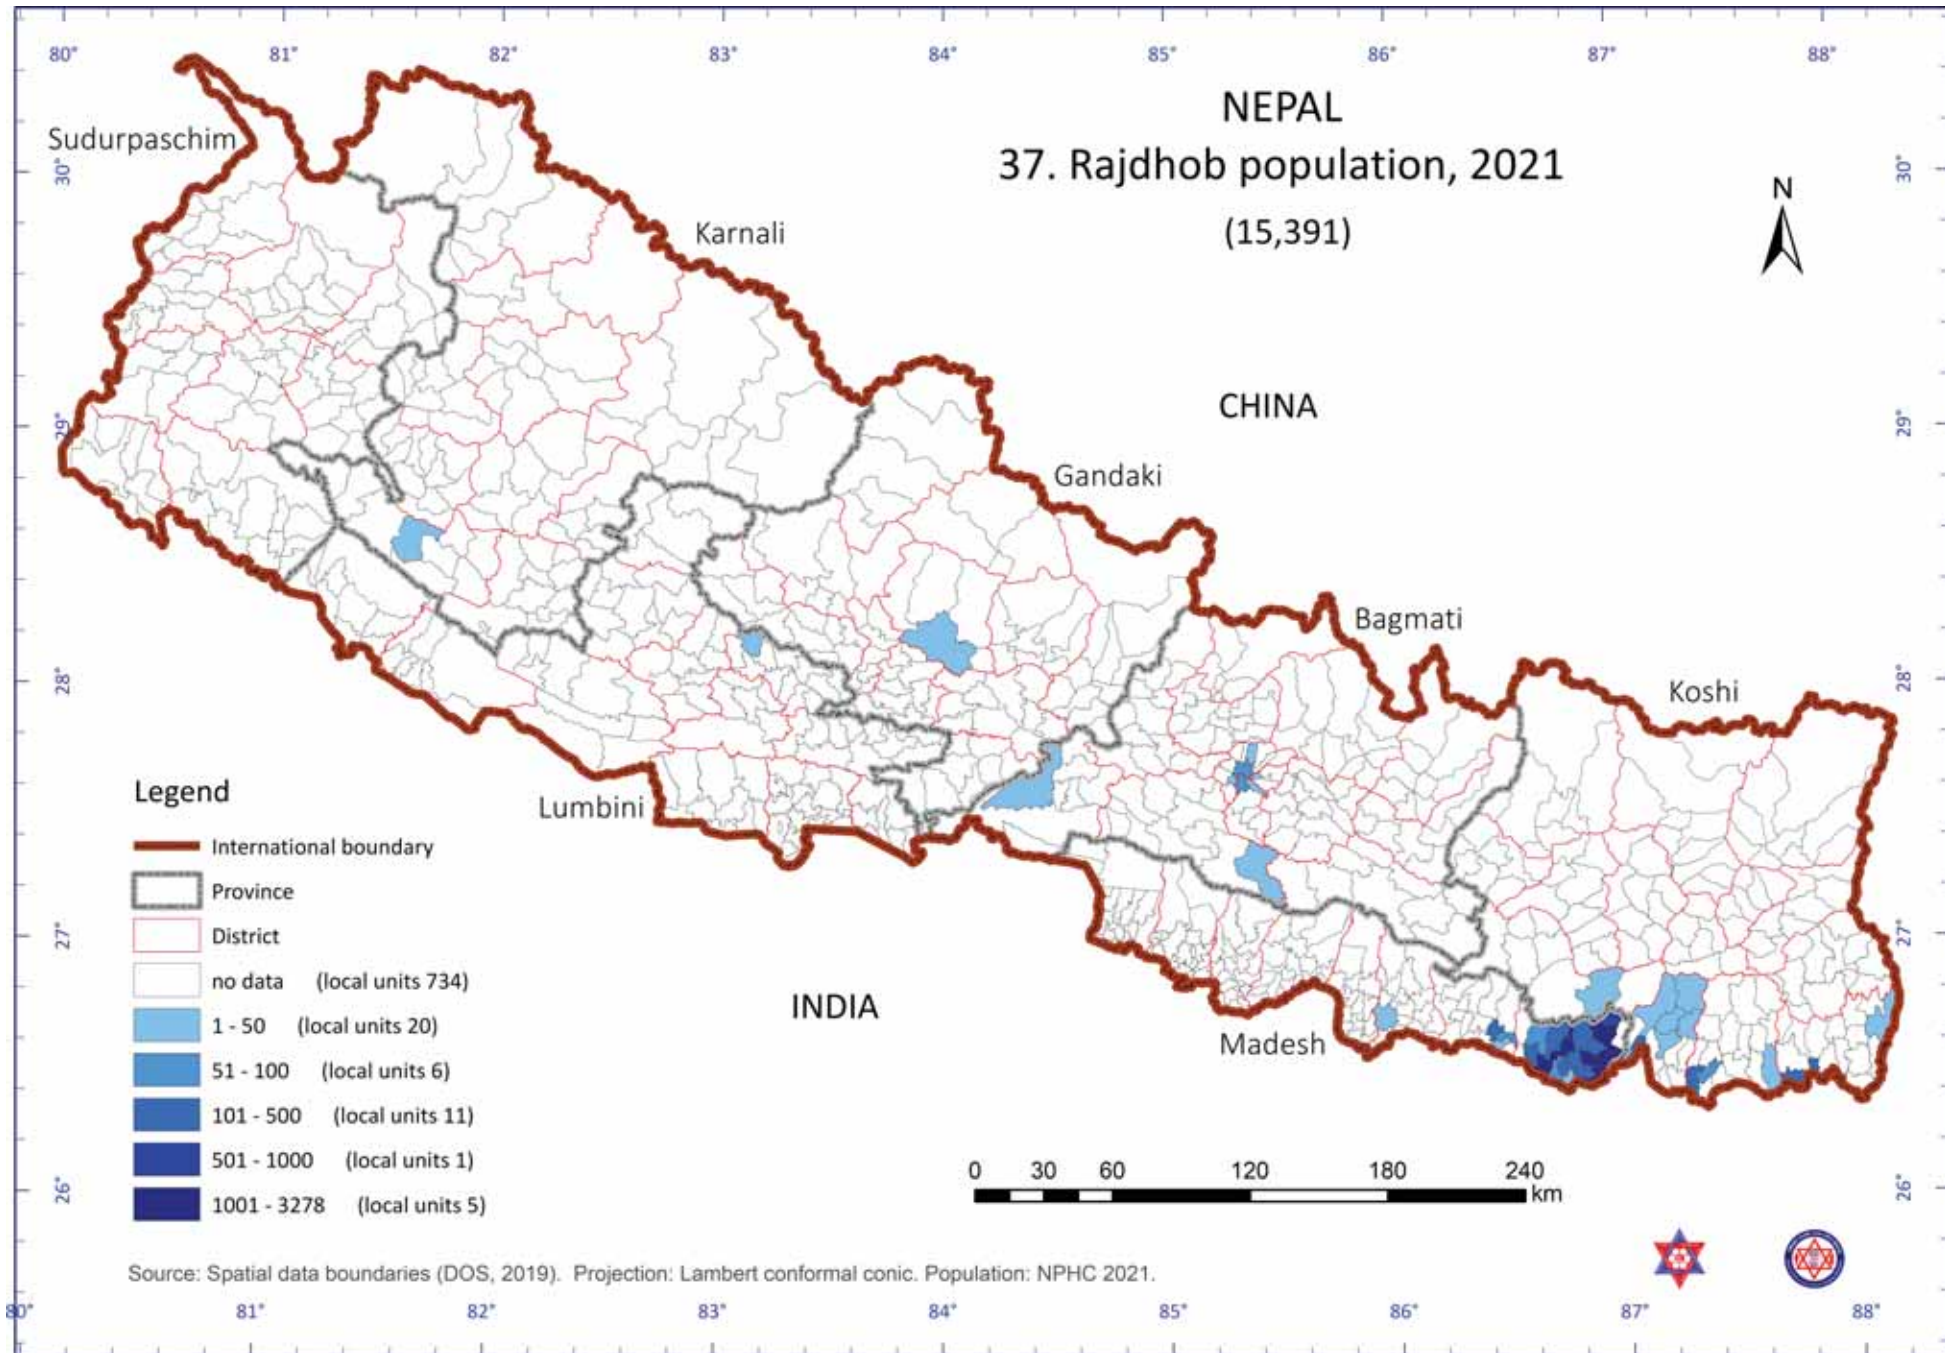 80° 81° 82° 83° 84° 85° 86° 87° 88°
NEPAL
37. Rajdhob population, 2021
(15,391)
N
Sudurpaschim
30° 30°
Karnali
CHINA
29° 29°
Gandaki
Bagmati
Koshi
28° 28°
Lumbini
Legend
International boundary
Province
District
27° 27°
no data (local units 734)
INDIA
Madesh
1 - 50 (local units 20)
51 - 100 (local units 6)
101 - 500 (local units 11)
501 - 1000 (local units 1)
1001 - 3278 (local units 5)
0 30 60 120 180 240
km
26° 26°
Source: Spatial data boundaries (DOS, 2019). Projection: Lambert conformal conic. Population: NPHC 2021.
80° 81° 82° 83° 84° 85° 86° 87° 88°